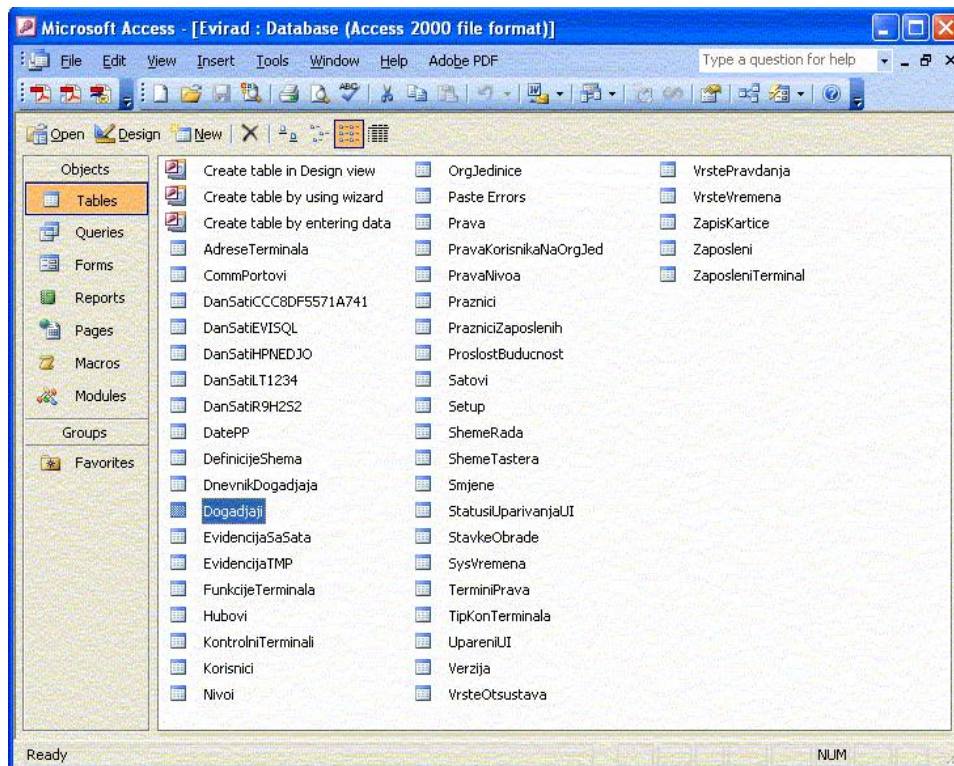 Microsoft Access - [Evirad : Database (Access 2000 file format)]
File Edit View Insert Tools Window Help Adobe PDF Type a question for help
ABC
Open Design New
Objects
Tables
Queries
Forms
Reports
Pages
Macros
Modules
Groups
Favorites
Create table in Design view
Create table by using wizard
Create table by entering data
AdreseTerminala
CommPortovi
DanSatiCCC8DF5571A741
DanSatiEVISQL
DanSatiHPNEDJO
DanSatiLT1234
DanSatiR9H2S2
DatePP
DefinicijeShema
DnevnikDogadjaja
Dogadjaji
EvidencijaSaSata
EvidencijaTMP
FunkcijeTerminala
Hubovi
KontrolniTerminali
Korisnici
Nivoi
OrgJedinice
Paste Errors
Prava
PravaKorisnikaNaOrgJed
PravaNivoa
Praznici
PrazniciZaposlenih
ProslostBuducnost
Satovi
Setup
ShemeRada
ShemeTastera
Smjene
StatusiUparivanjaUI
StavkeObrade
SysVremena
TerminiPrava
TipKonTerminala
UpareniUI
Verzija
VrsteOtsustava
VrstePravdanja
VrsteVremena
ZapisKartice
Zaposleni
ZaposleniTerminal
Ready NUM